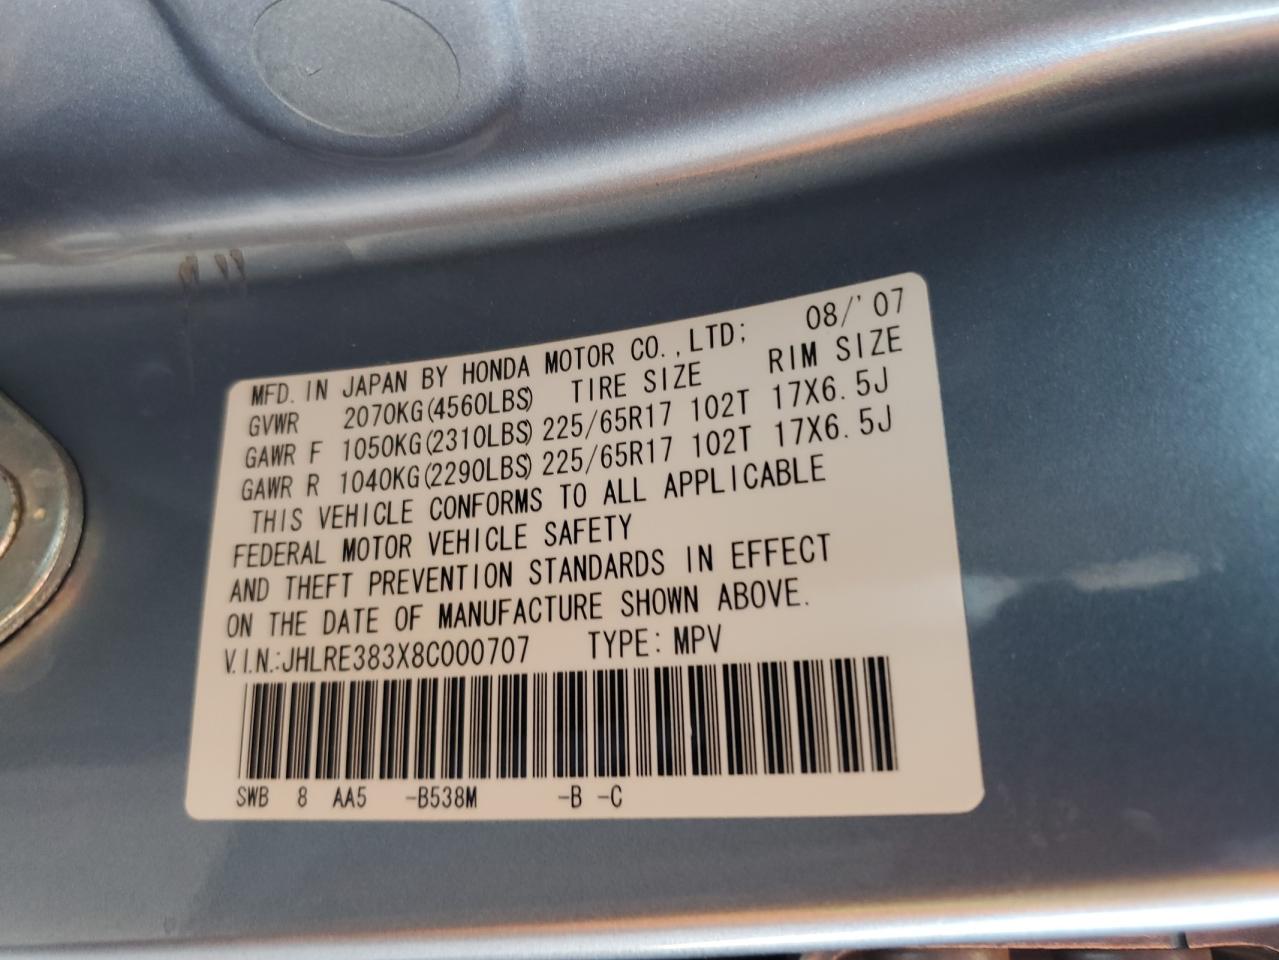 MFD. IN JAPAN BY HONDA MOTOR CO.,LTD; 08/'07
GVWR 2070KG(4560LBS) TIRE SIZE RIM SIZE
GAWR F 1050KG(2310LBS) 225/65R17 102T 17X6.5J
GAWR R 1040KG(2290LBS) 225/65R17 102T 17X6.5J
THIS VEHICLE CONFORMS TO ALL APPLICABLE
FEDERAL MOTOR VEHICLE SAFETY
AND THEFT PREVENTION STANDARDS IN EFFECT
ON THE DATE OF MANUFACTURE SHOWN ABOVE.
V.I.N.:JHLRE383X8C000707 TYPE: MPV
SWB 8 AA5 -B538M -B -C